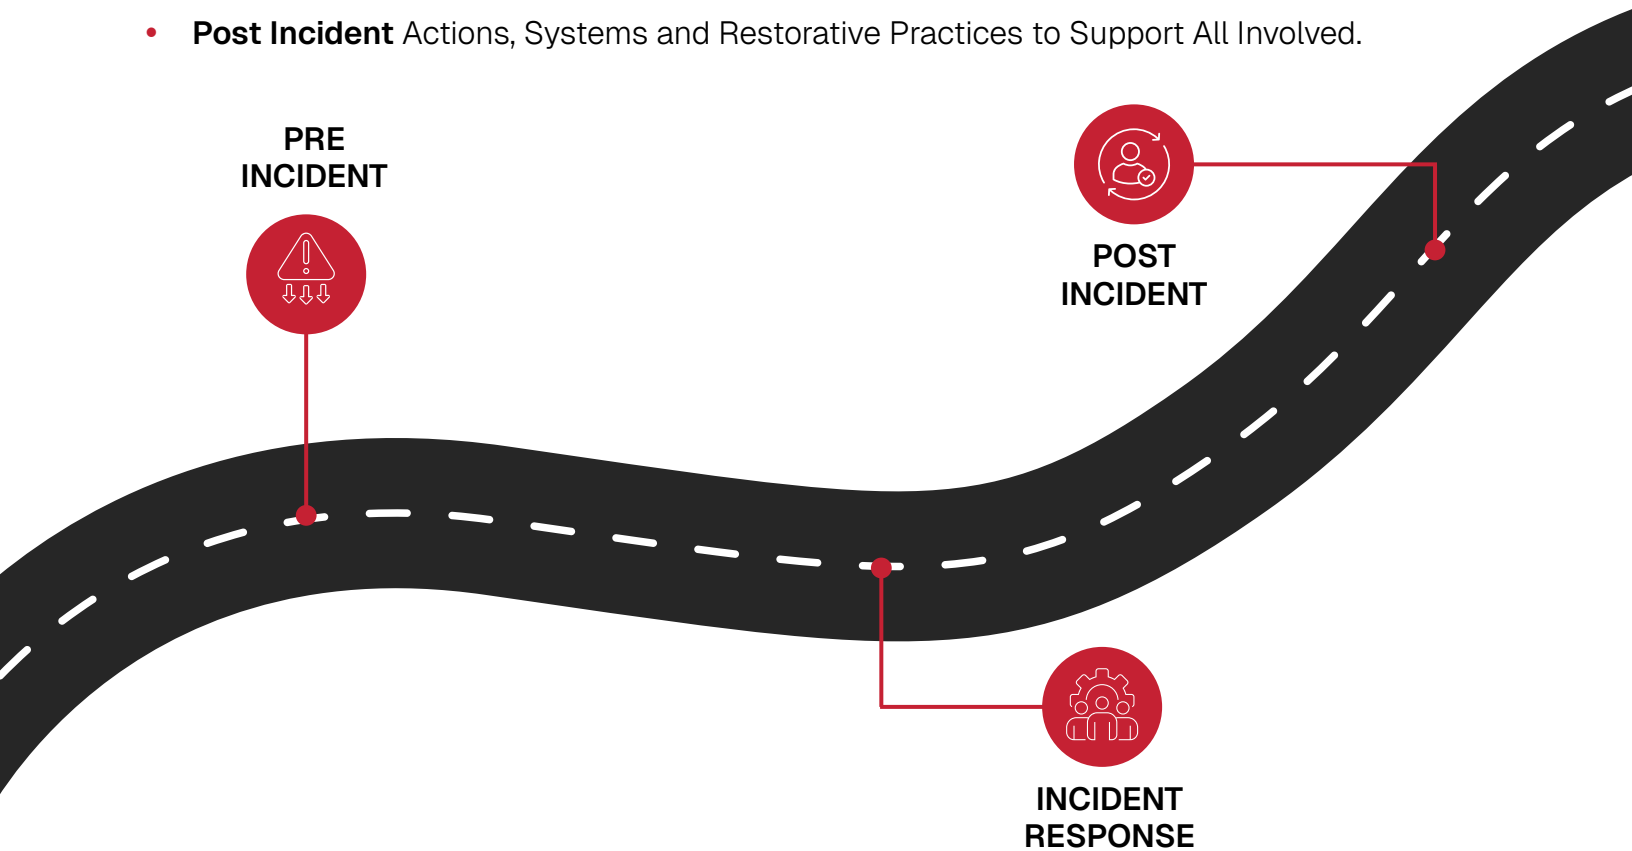 • Post Incident Actions, Systems and Restorative Practices to Support All Involved.
PRE
INCIDENT
POST
INCIDENT
INCIDENT
RESPONSE